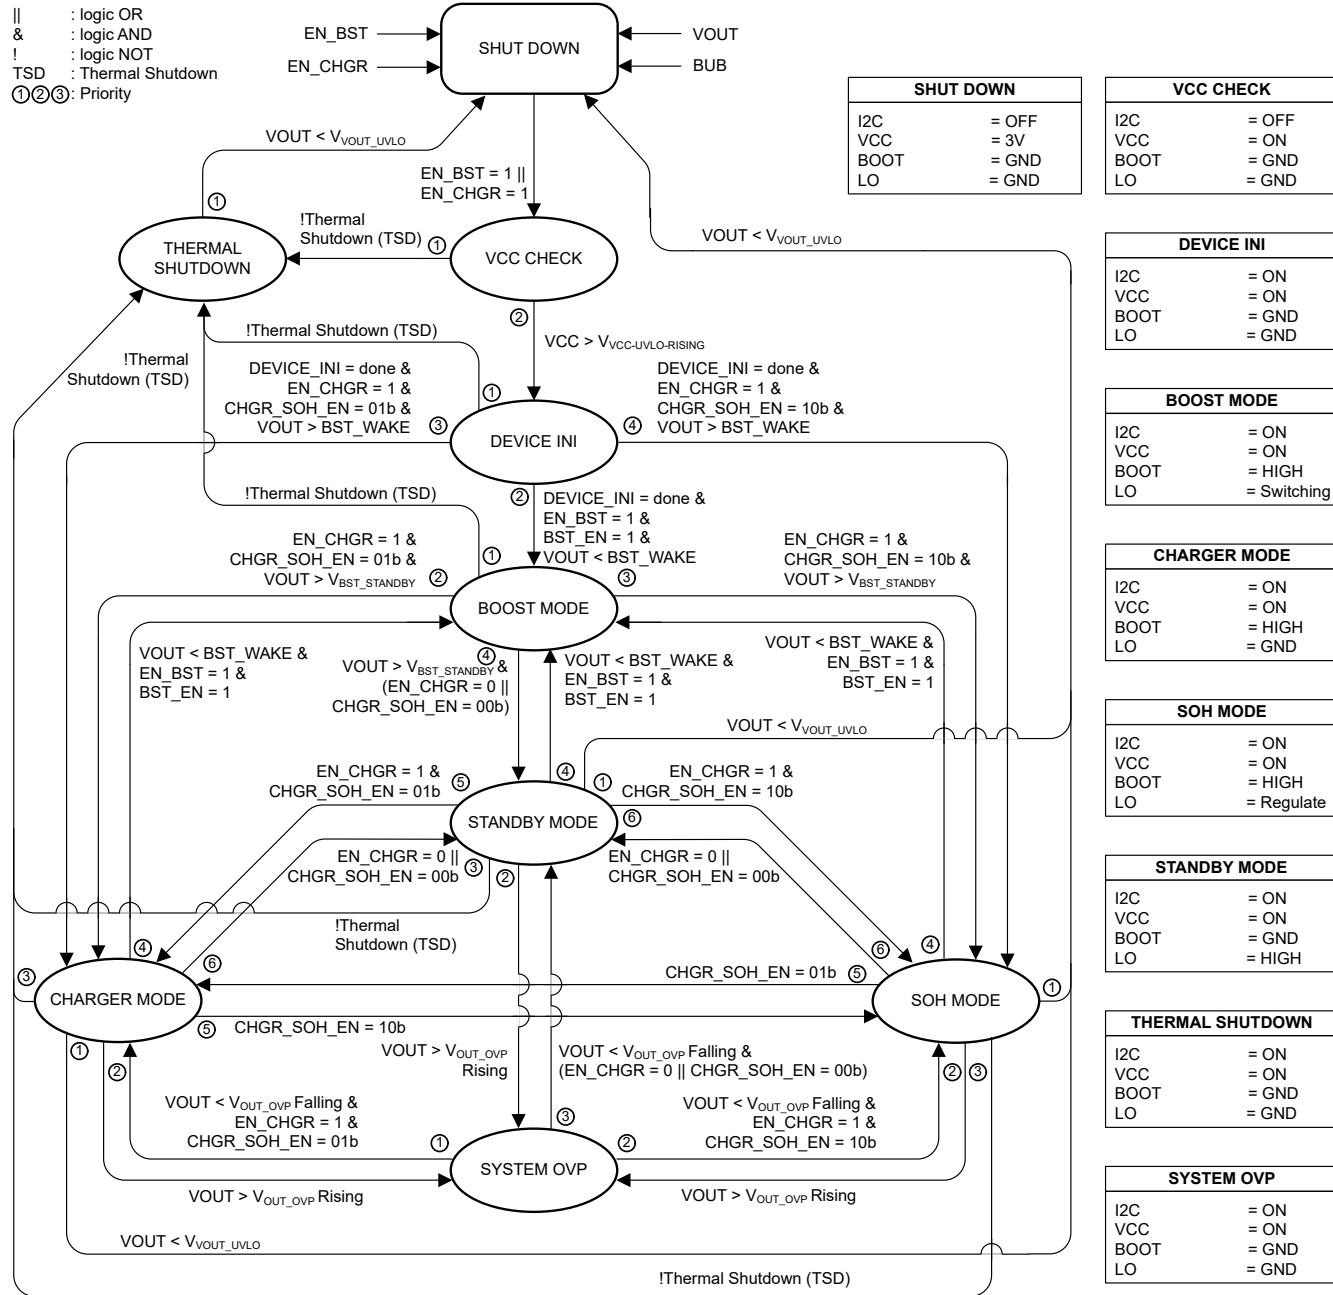 || : logic OR
& : logic AND
! : logic NOT
TSD : Thermal Shutdown
①②③: Priority
EN_BST
EN_CHGR
SHUT DOWN
VOUT
BUB
VOUT < VVOUT_UVLO
EN_BST = 1 ||
EN_CHGR = 1
①
!Thermal
Shutdown (TSD)
①
THERMAL
SHUTDOWN
VCC CHECK
VOUT < VVOUT_UVLO
②
VCC > VVCC-UVLO-RISING
!Thermal Shutdown (TSD)
!Thermal
Shutdown (TSD)
DEVICE_INI = done &
EN_CHGR = 1 &
CHGR_SOH_EN = 01b &
VOUT > BST_WAKE
③
①
DEVICE INI
DEVICE_INI = done &
EN_CHGR = 1 &
CHGR_SOH_EN = 10b &
④ VOUT > BST_WAKE
!Thermal Shutdown (TSD)
② DEVICE_INI = done &
EN_BST = 1 &
BST_EN = 1 &
VOUT < BST_WAKE
EN_CHGR = 1 &
CHGR_SOH_EN = 01b &
VOUT > VBST_STANDBY ②
①
③
EN_CHGR = 1 &
CHGR_SOH_EN = 10b &
VOUT > VBST_STANDBY
BOOST MODE
VOUT < BST_WAKE &
EN_BST = 1 &
BST_EN = 1
④
VOUT > VBST_STANDBY &
(EN_CHGR = 0 ||
CHGR_SOH_EN = 00b)
VOUT < BST_WAKE &
EN_BST = 1 &
BST_EN = 1
VOUT < BST_WAKE &
EN_BST = 1 &
BST_EN = 1
VOUT < VVOUT_UVLO
EN_CHGR = 1 &
CHGR_SOH_EN = 01b
⑤
④
①
EN_CHGR = 1 &
CHGR_SOH_EN = 10b
STANDBY MODE
⑥
EN_CHGR = 0 ||
CHGR_SOH_EN = 00b
③
②
EN_CHGR = 0 ||
CHGR_SOH_EN = 00b
!Thermal
Shutdown (TSD)
③
④
⑥
CHARGER MODE
CHGR_SOH_EN = 01b
⑤
⑥
④
SOH MODE
①
⑤ CHGR_SOH_EN = 10b
①
②
VOUT > VOUT_OVP
Rising
VOUT < VOUT_OVP Falling &
(EN_CHGR = 0 || CHGR_SOH_EN = 00b)
②
③
VOUT < VOUT_OVP Falling &
EN_CHGR = 1 &
CHGR_SOH_EN = 01b
①
③
②
VOUT < VOUT_OVP Falling &
EN_CHGR = 1 &
CHGR_SOH_EN = 10b
SYSTEM OVP
VOUT > VOUT_OVP Rising
VOUT > VOUT_OVP Rising
VOUT < VVOUT_UVLO
!Thermal Shutdown (TSD)
SHUT DOWN
I2C = OFF
VCC = 3V
BOOT = GND
LO = GND
VCC CHECK
I2C = OFF
VCC = ON
BOOT = GND
LO = GND
DEVICE INI
I2C = ON
VCC = ON
BOOT = GND
LO = GND
BOOST MODE
I2C = ON
VCC = ON
BOOT = HIGH
LO = Switching
CHARGER MODE
I2C = ON
VCC = ON
BOOT = HIGH
LO = GND
SOH MODE
I2C = ON
VCC = ON
BOOT = HIGH
LO = Regulate
STANDBY MODE
I2C = ON
VCC = ON
BOOT = GND
LO = HIGH
THERMAL SHUTDOWN
I2C = ON
VCC = ON
BOOT = GND
LO = GND
SYSTEM OVP
I2C = ON
VCC = ON
BOOT = GND
LO = GND